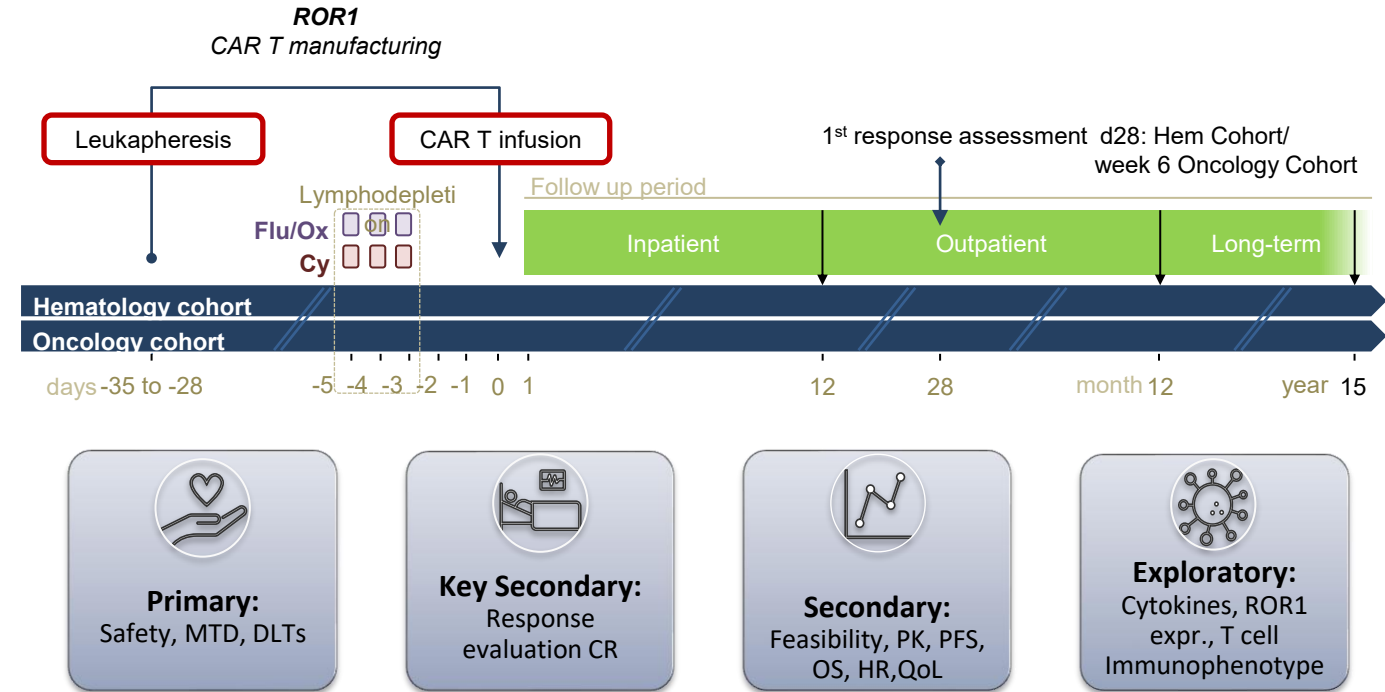 ROR1
CAR T manufacturing
Leukapheresis
CAR T infusion
1st response assessment d28: Hem Cohort/
week 6 Oncology Cohort
Lymphodepleti
on
Flu/Ox
Cy
Follow up period
Inpatient
Outpatient
Long-term
Hematology cohort
Oncology cohort
days -35 to -28
-5 -4 -3 -2 -1 0 1
12
28
month 12
year 15
Primary:
Safety, MTD, DLTs
Key Secondary:
Response
evaluation CR
Secondary:
Feasibility, PK, PFS,
OS, HR,QoL
Exploratory:
Cytokines, ROR1
expr., T cell
Immunophenotype